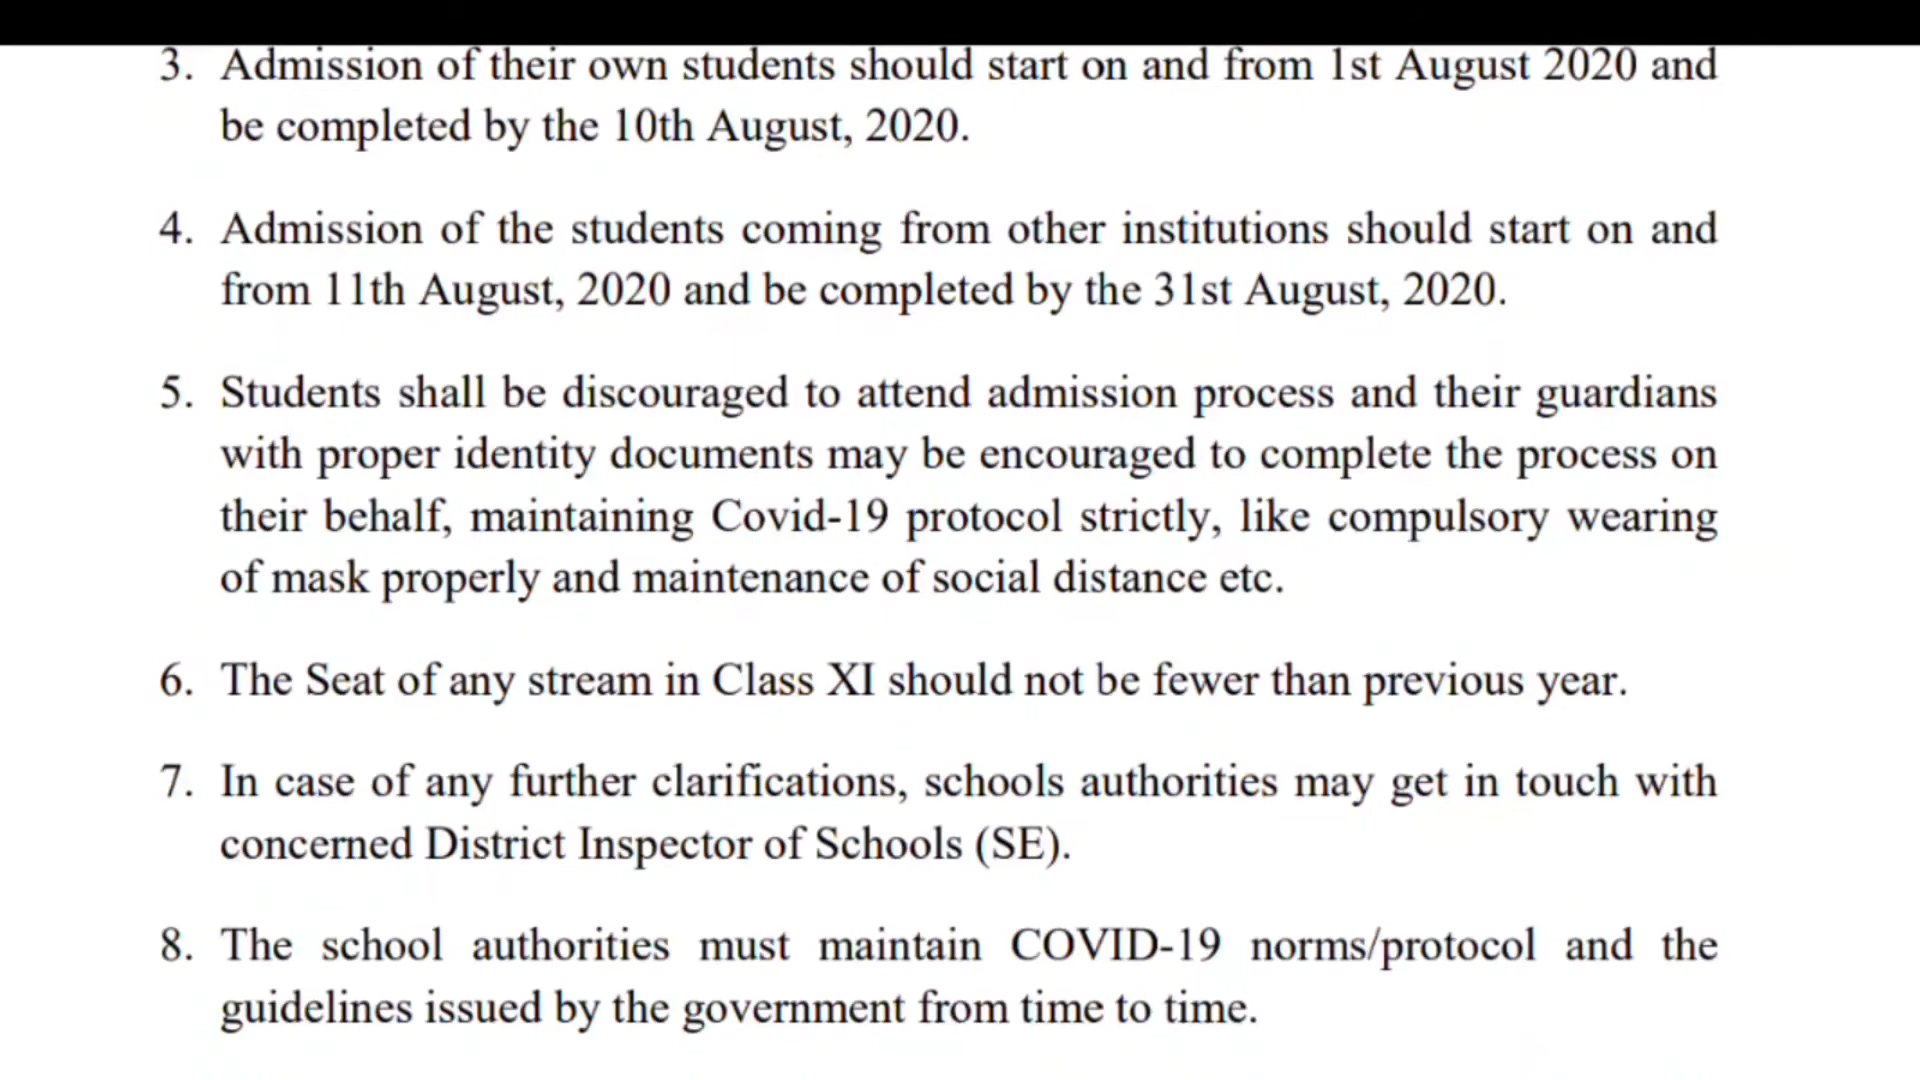 3. Admission of their own students should start on and from 1st August 2020 and
be completed by the 10th August, 2020.
4. Admission of the students coming from other institutions should start on and
from 11th August, 2020 and be completed by the 31st August, 2020.
5. Students shall be discouraged to attend admission process and their guardians
with proper identity documents may be encouraged to complete the process on
their behalf, maintaining Covid-19 protocol strictly, like compulsory wearing
of mask properly and maintenance of social distance etc.
6. The Seat of any stream in Class XI should not be fewer than previous year.
7. In case of any further clarifications, schools authorities may get in touch with
concerned District Inspector of Schools (SE).
8. The school authorities must maintain COVID-19 norms/protocol and the
guidelines issued by the government from time to time.